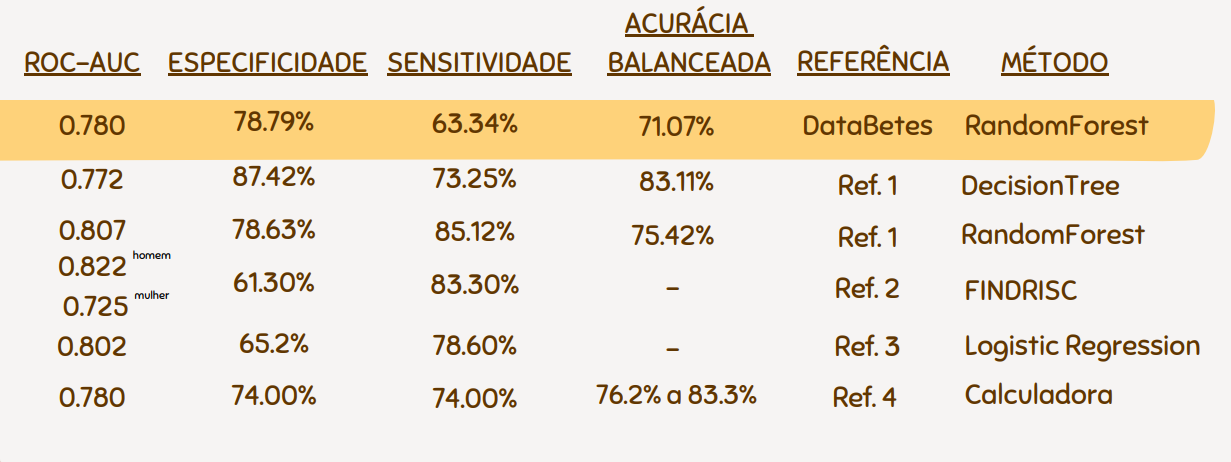 ROC-AUC ESPECIFICIDADE SENSITIVIDADE ACURÁCIA BALANCEADA REFERÊNCIA MÉTODO
0.780 78.79% 63.34% 71.07% DataBetes RandomForest
0.772 87.42% 73.25% 83.11% Ref. 1 DecisionTree
0.807 78.63% 85.12% 75.42% Ref. 1 RandomForest
0.822 homem
61.30% 83.30% - Ref. 2 FINDRISC
0.725 mulher
0.802 65.2% 78.60% - Ref. 3 Logistic Regression
0.780 74.00% 74.00% 76.2% a 83.3% Ref. 4 Calculadora